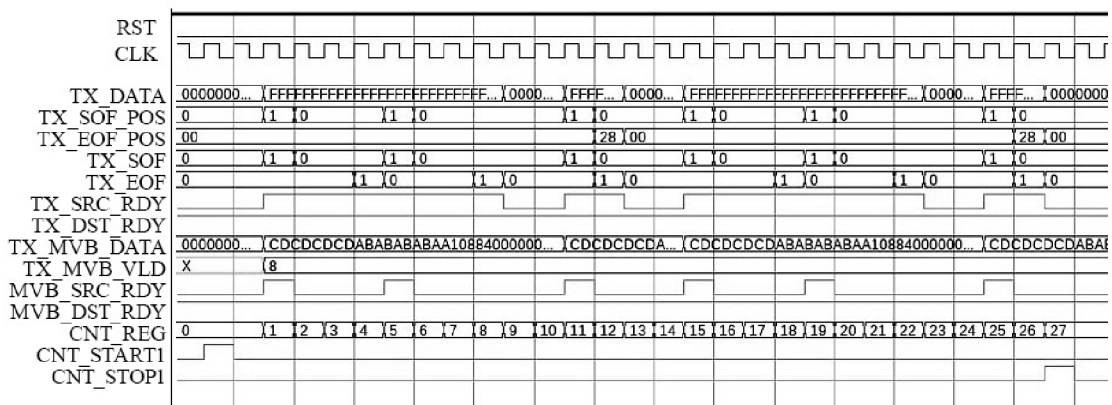 RST
CLK
TX_DATA 0000000... FFFFFFFFFFFFFFFFFFFFFFFFFF... 0000... FFFF... 0000... FFFFFFFFFFFFFFFFFFFFFFFFFF... 0000... FFFF... 00000000
TX_SOF_POS 0 1 0 1 0 1 0 1 0 1 0 1 0
TX_EOF_POS 00 28 00 28 00
TX_SOF 0 1 0 1 0 1 0 1 0 1 0 1 0
TX_EOF 0 1 0 1 0 1 0 1 0 1 0 1 0
TX_SRC_RDY
TX_DST_RDY
TX_MVB_DATA 0000000... CDCDCDCDABABABABAA10884000000... CDCDCDCDA... CDCDCDCDABABABABAA10884000000... CDCDCDCDABAB
TX_MVB_VLD X 8
MVB_SRC_RDY
MVB_DST_RDY
CNT_REG 0 1 2 3 4 5 6 7 8 9 10 11 12 13 14 15 16 17 18 19 20 21 22 23 24 25 26 27
CNT_START1
CNT_STOP1